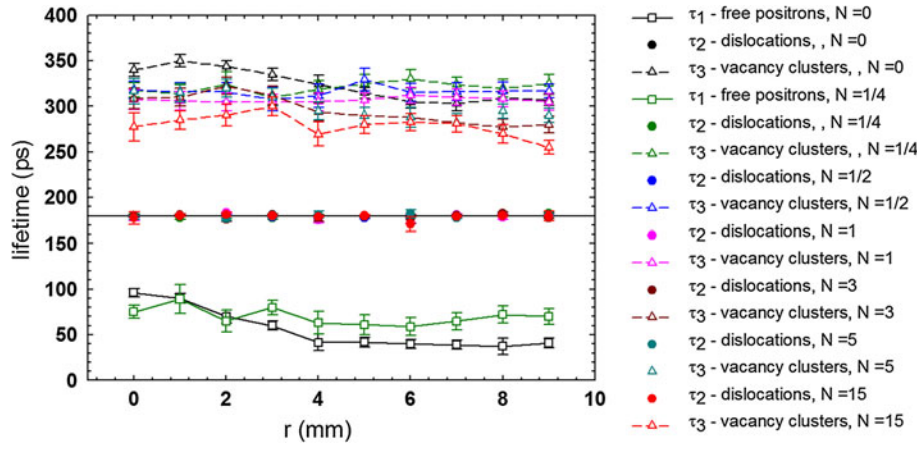 400
350
300
250
200
150
100
50
0
lifetime (ps)
0 2 4 6 8 10
r (mm)
τ1 - free positrons, N =0
τ2 - dislocations, , N =0
τ3 - vacancy clusters, , N =0
τ1 - free positrons, N =1/4
τ2 - dislocations, , N =1/4
τ3 - vacancy clusters, , N =1/4
τ2 - dislocations, N =1/2
τ3 - vacancy clusters, N =1/2
τ2 - dislocations, N =1
τ3 - vacancy clusters, N =1
τ2 - dislocations, N =3
τ3 - vacancy clusters, N =3
τ2 - dislocations, N =5
τ3 - vacancy clusters, N =5
τ2 - dislocations, N =15
τ3 - vacancy clusters, N =15